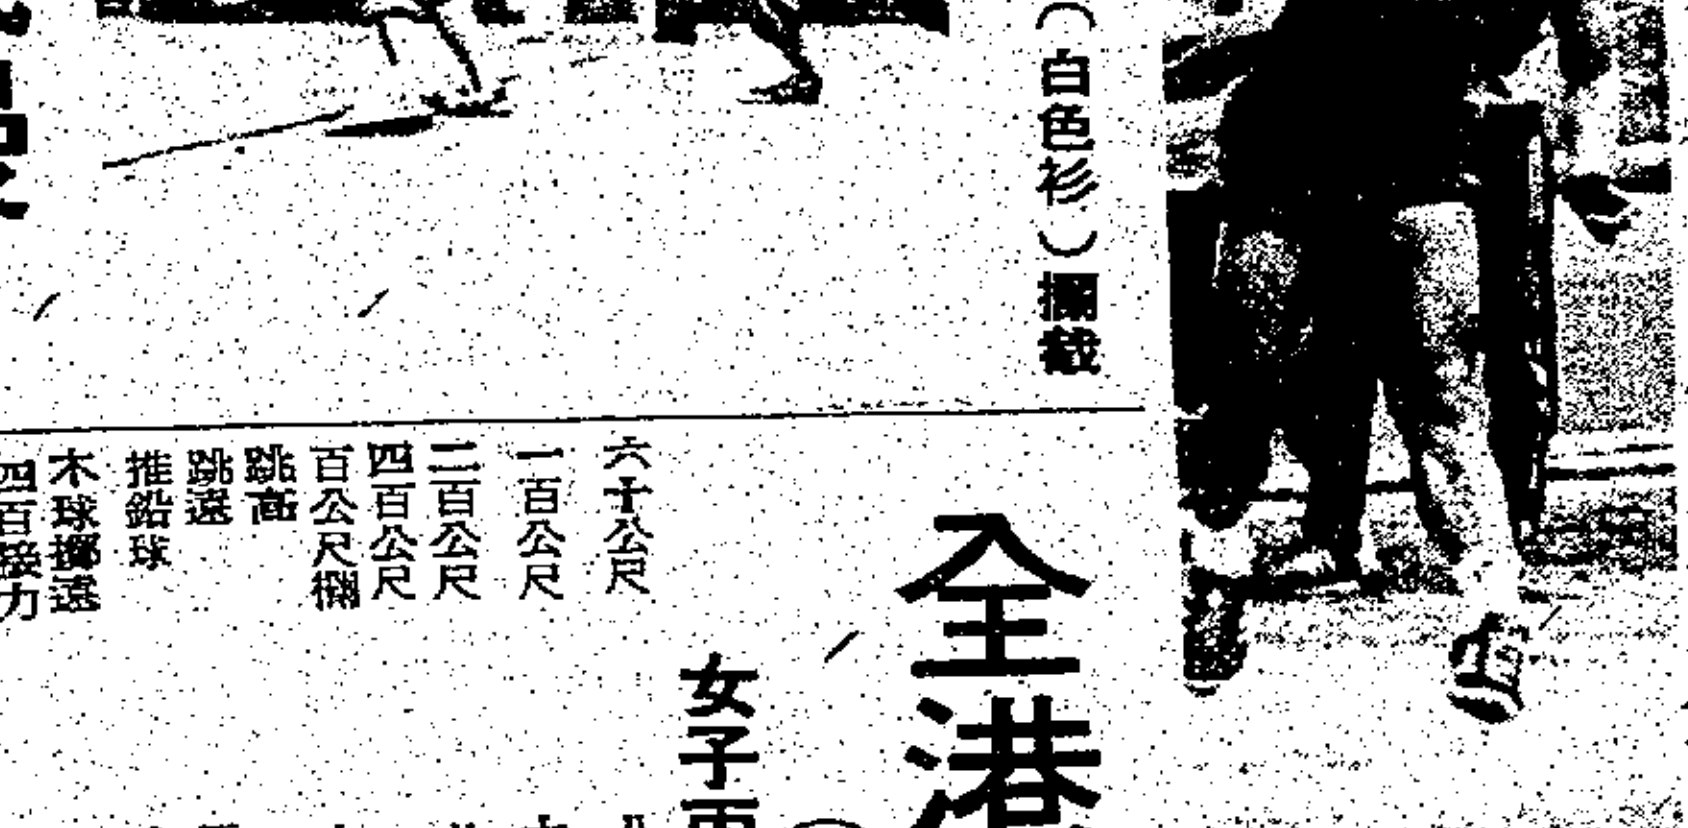 （白色衫）攔截
全港
女子
六十公尺
一百公尺
二百公尺
四百公尺
百公尺欄
跳高
跳遠
推鉛球
木球擲遠
四百接力